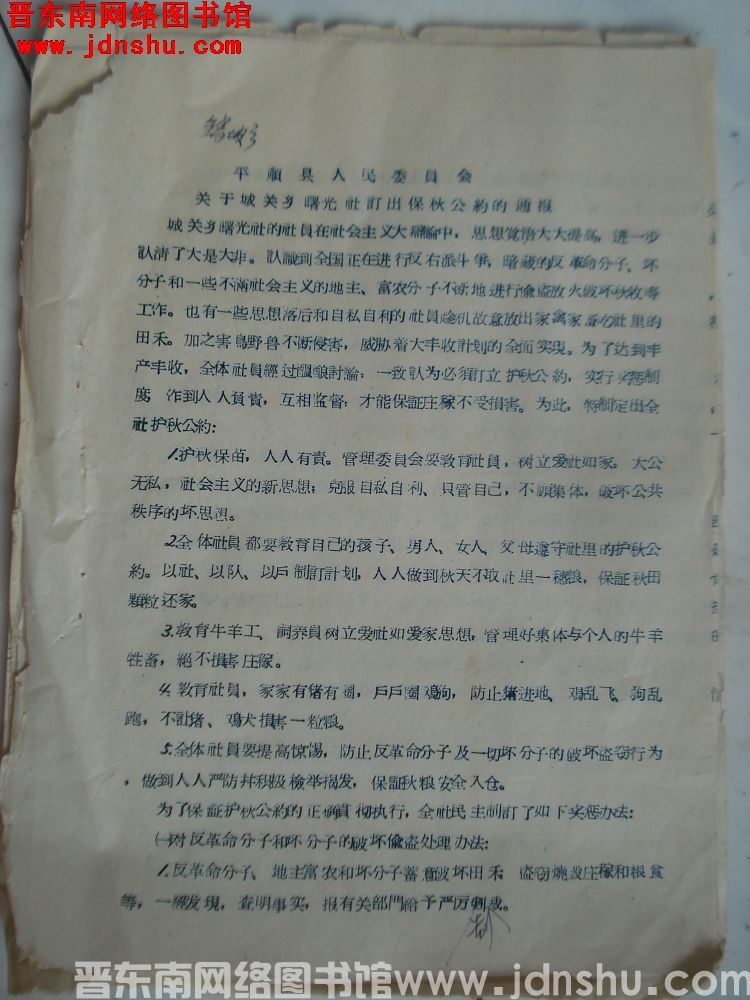 晋东南网络图书馆
www.jdnshu.com
平順县人民委員会
关于城关乡曙光社訂出保秋公約的通报
城关乡曙光社的社員在社会主义大辯論中，思想覚悟大大提高，进一步
認清了大是大非。認識到全国正在进行反右派斗爭，暗蔵的反革命分子、坏
分子和一些不滿社会主义的地主、富农分子不断地进行偸盗放火破坏秋收等
工作。也有一些思想落后和自私自利的社員趁机故意放出家禽家畜吃社里的
田禾。加之害鳥野兽不断侵害，威胁着大丰收計划的全面实现。为了达到丰
产丰收，全体社員經过醞釀討論，一致认为必須訂立护秋公約，实行奖惩制
度，作到人人負責，互相监督，才能保証庄稼不受損害。为此，特制定出全
社护秋公約：
1.护秋保苗，人人有責。管理委員会要教育社員，树立爱社如家，大公
无私，社会主义的新思想；克服自私自利、只管自己，不顧集体，破坏公共
秩序的坏思想。
2.全体社員都要教育自己的孩子、男人、女人、父母遵守社里的护秋公
約。以社、以队、以戶制訂計划，人人做到秋天不取社里一穗粮，保証秋田
顆粒还家。
3.教育牛羊工、飼养員树立爱社如爱家思想，管理好集体与个人的牛羊
牲畜，絕不損害庄稼。
4.教育社員，家家有猪有圈，戶戶圈鸡狗，防止猪进地、鸡乱飞、狗乱
跑，不讓猪、鸡犬損害一粒粮。
5.全体社員要提高惊惕，防止反革命分子及一切坏分子的破坏盗窃行为
，做到人人严防幷积极檢举揭发，保証秋粮安全入仓。
为了保証护秋公約的正确貫彻执行，全社民主制訂了如下奖惩办法：
(一)对反革命分子和坏分子的破坏偸盗处理办法：
1.反革命分子、地主富农和坏分子蓄意破坏田禾、盗窃燒毀庄稼和粮食
等，一經发現，查明事实，报有关部門給予严厉制裁。
晋东南网络图书馆www.jdnshu.com